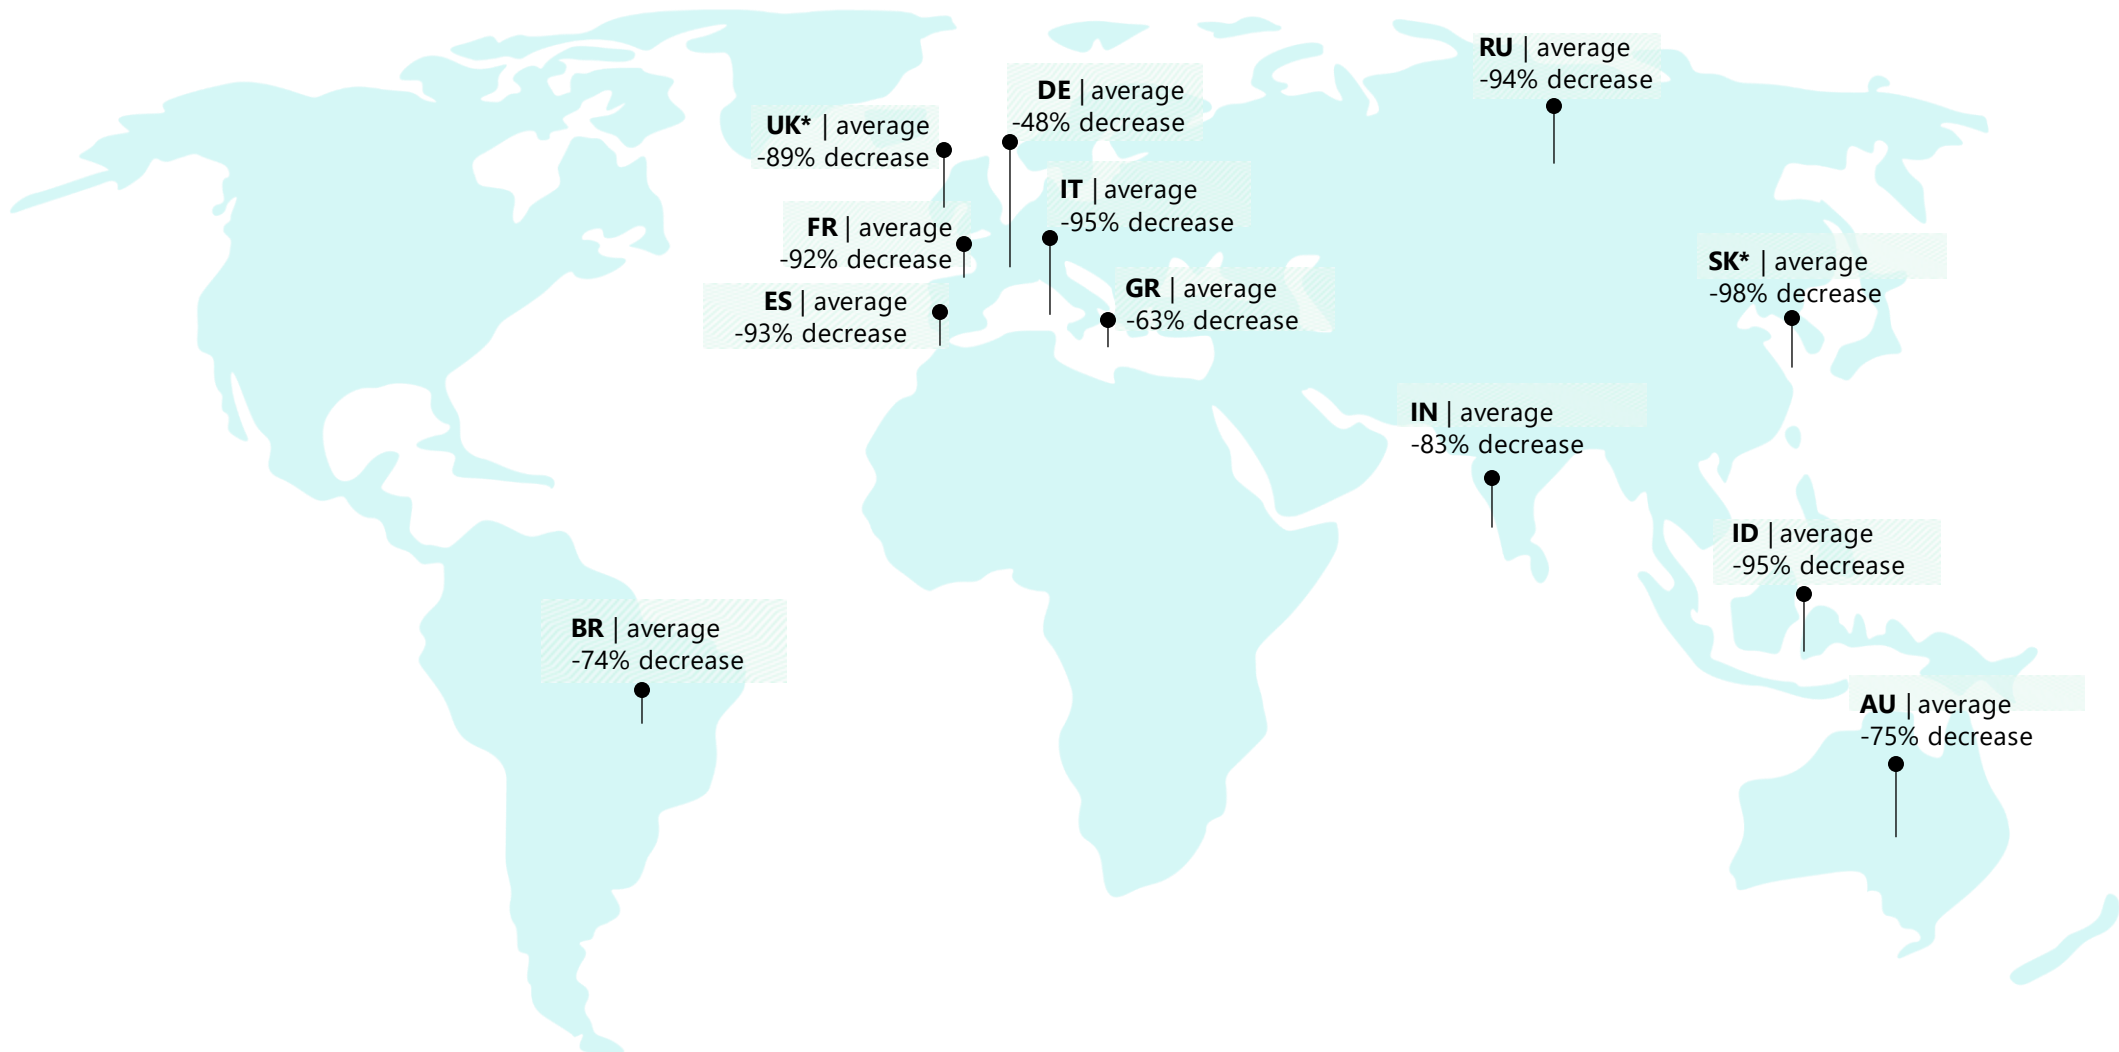 RU | average
-94% decrease
DE | average
-48% decrease
UK* | average
-89% decrease
IT | average
-95% decrease
FR | average
-92% decrease
SK* | average
-98% decrease
GR | average
-63% decrease
ES | average
-93% decrease
IN | average
-83% decrease
ID | average
-95% decrease
BR | average
-74% decrease
AU | average
-75% decrease